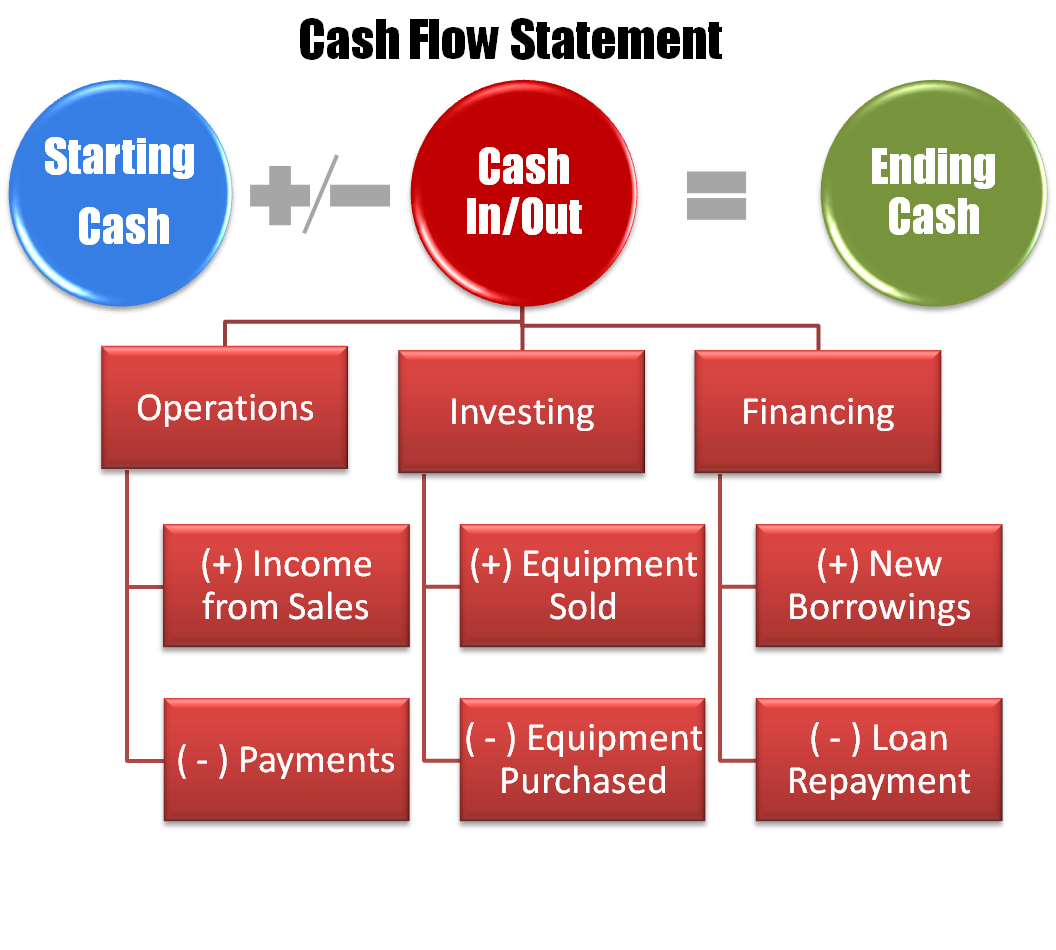 Cash Flow Statement
Starting
Cash
+/−
Cash
In/Out
=
Ending
Cash
Operations
Investing
Financing
(+) Income
from Sales
(+) Equipment
Sold
(+) New
Borrowings
( - ) Payments
( - ) Equipment
Purchased
( - ) Loan
Repayment